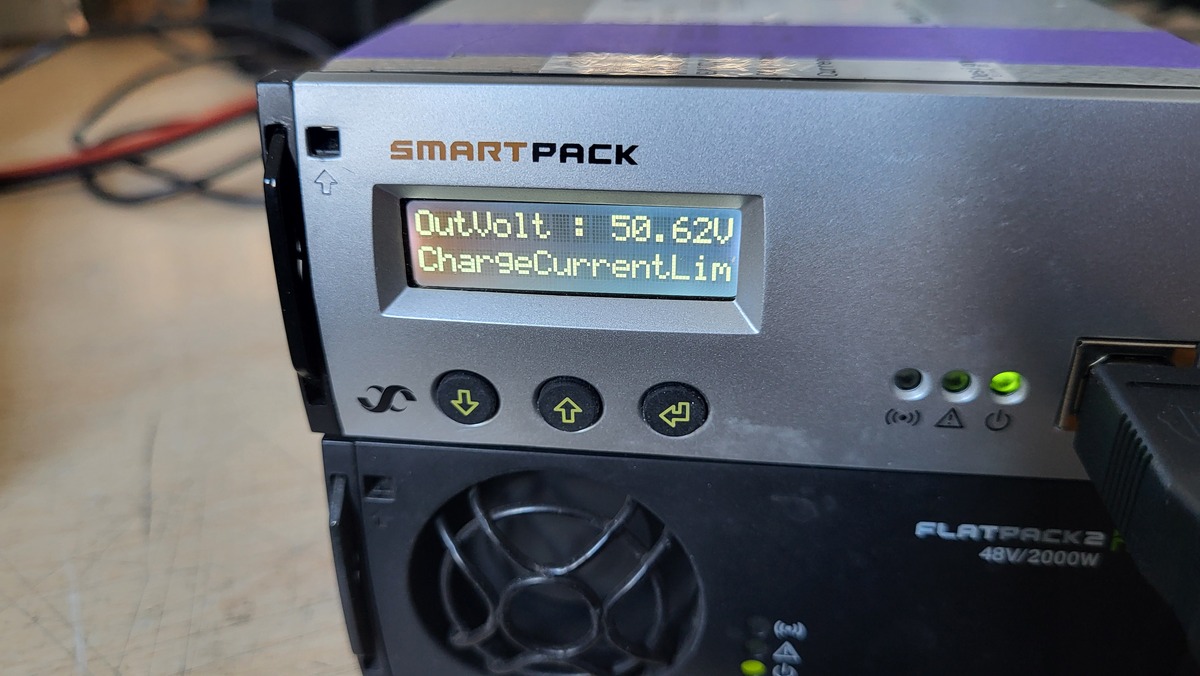 SMARTPACK
OutVolt : 50.62V
ChargeCurrentLim
FLATPACK2
48V/2000W